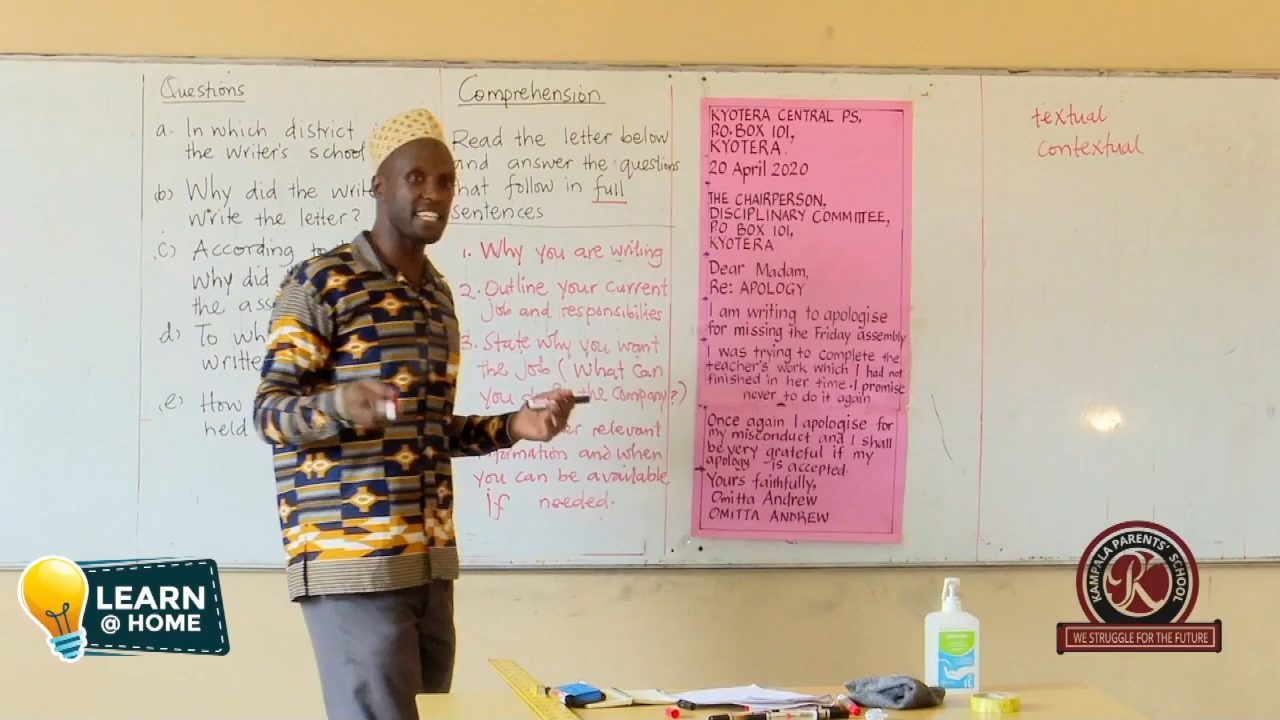 Questions
a. In which district
the writer's school
b) Why did the write
write the letter?
c) According to
Why did
the ass
d) To wh
written
e) How
held
Comprehension
Read the letter below
and answer the questions
that follow in full
sentences
1. Why you are writing
2. Outline your current
job and responsibilies
3. State why you want
the job (What can
you the company?)
relevant
and when
you can be available
if needed.
KYOTERA CENTRAL PS,
P.O. BOX 101,
KYOTERA.
20 April 2020
THE CHAIRPERSON,
DISCIPLINARY COMMITTEE,
P.O BOX 101,
KYOTERA
Dear Madam,
Re: APOLOGY
I am writing to apologise
for missing the Friday assembly
I was trying to complete the
teacher's work which I had not
finished in her time. I promise
never to do it again
Once again I apologise for
my misconduct and I shall
be very grateful if my
apology is accepted
Yours faithfully,
Omitta Andrew
OMITTA ANDREW
textual
contextual
LEARN
@ HOME
KAMPALA PARENTS' SCHOOL
WE STRUGGLE FOR THE FUTURE